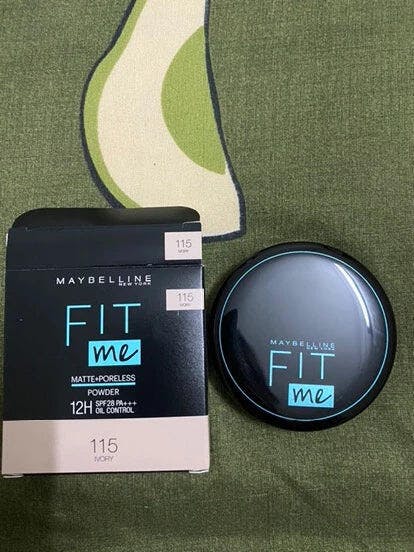 115
IVORY
115
IVORY
MAYBELLINE
NEW YORK
FIT
me
MATTE+PORELESS
POWDER
12H SPF28 PA+++
OIL CONTROL
115
IVORY
MAYBELLINE
NEW YORK
FIT
me